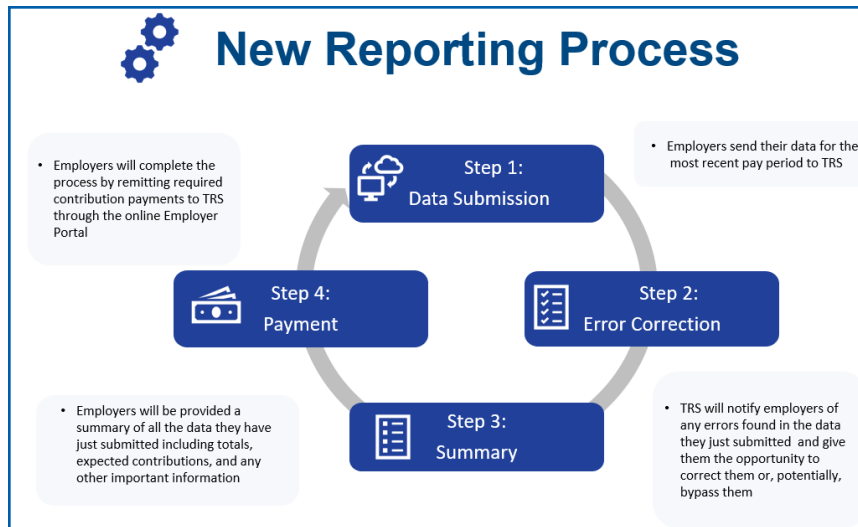 New Reporting Process
Step 1:
Data Submission
• Employers send their data for the
most recent pay period to TRS
Step 2:
Error Correction
• TRS will notify employers of
any errors found in the data
they just submitted and give
them the opportunity to
correct them or, potentially,
bypass them
Step 3:
Summary
• Employers will be provided a
summary of all the data they have
just submitted including totals,
expected contributions, and any
other important information
Step 4:
Payment
• Employers will complete the
process by remitting required
contribution payments to TRS
through the online Employer
Portal